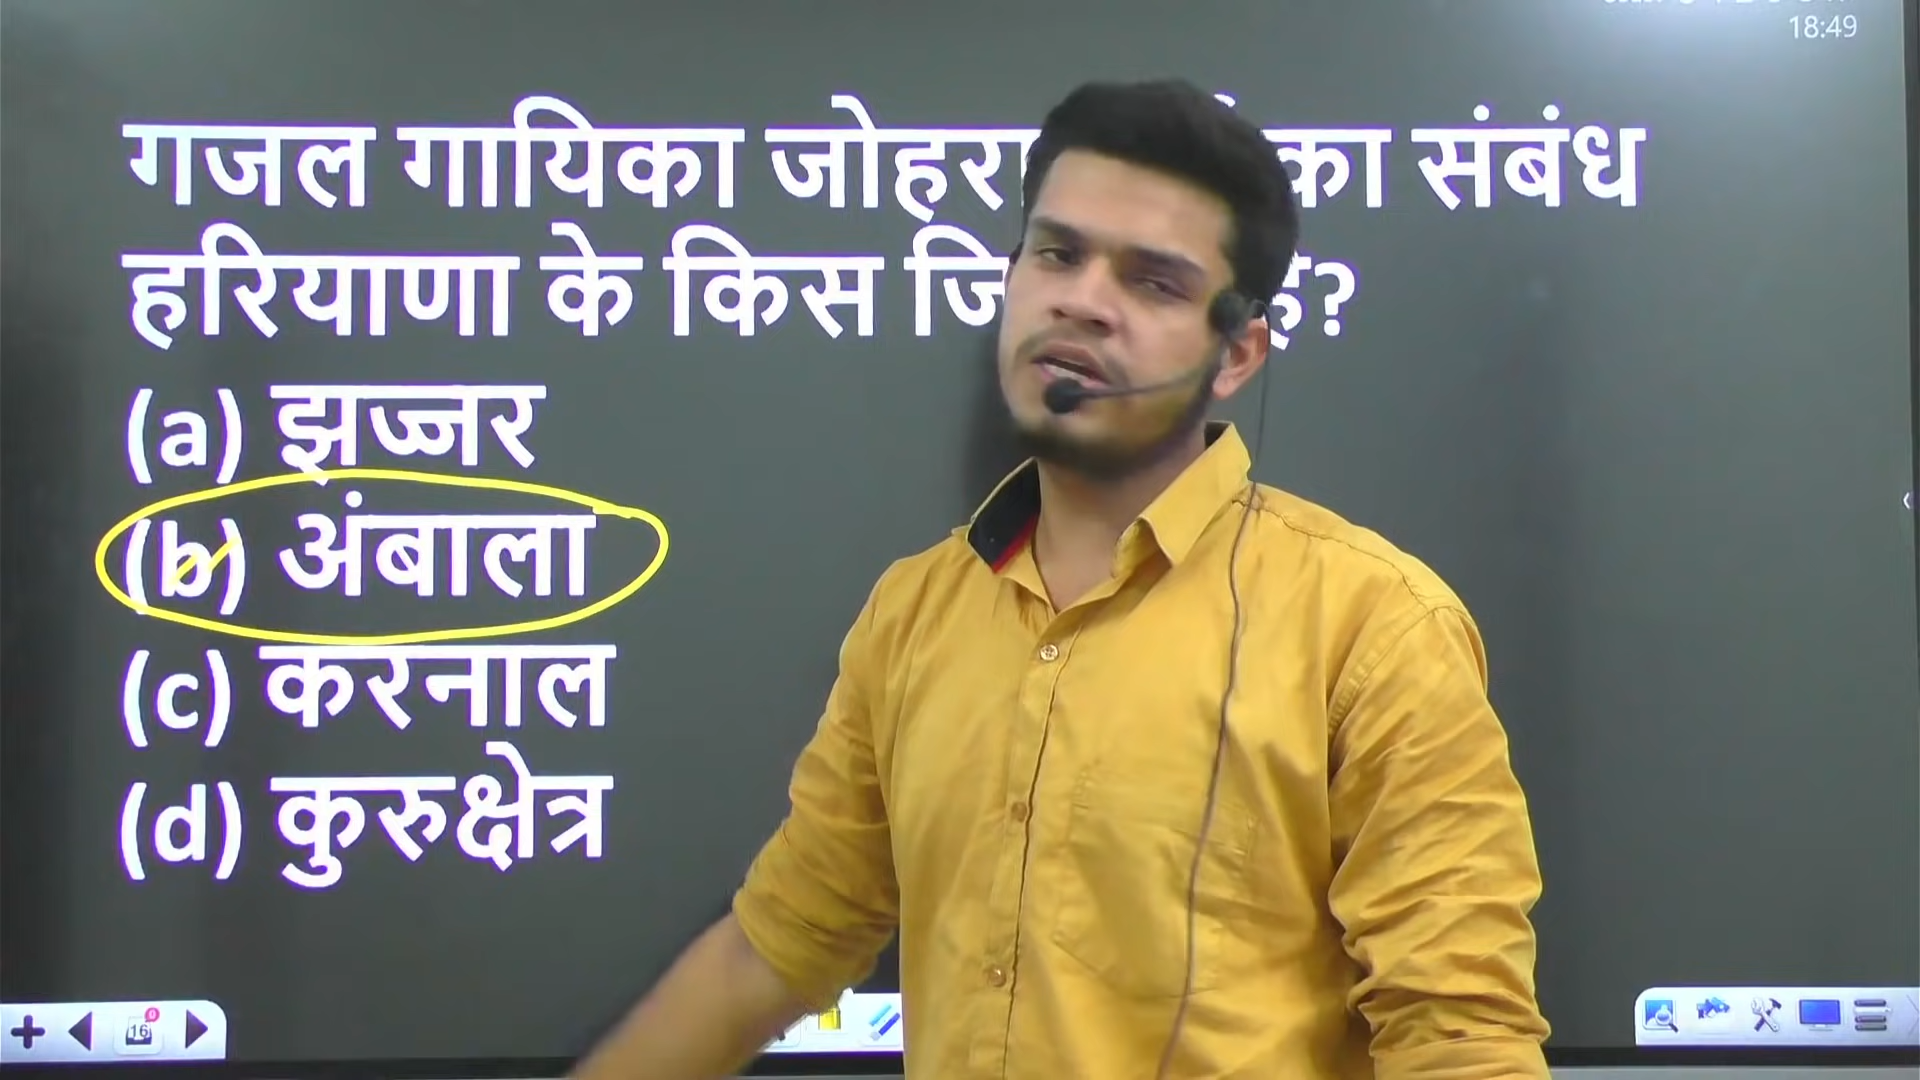 18:49
गजल गायिका जोहरा का संबंध
हरियाणा के किस है?
(a) झज्जर
(b) अंबाला
(c) करनाल
(d) कुरुक्षेत्र
16